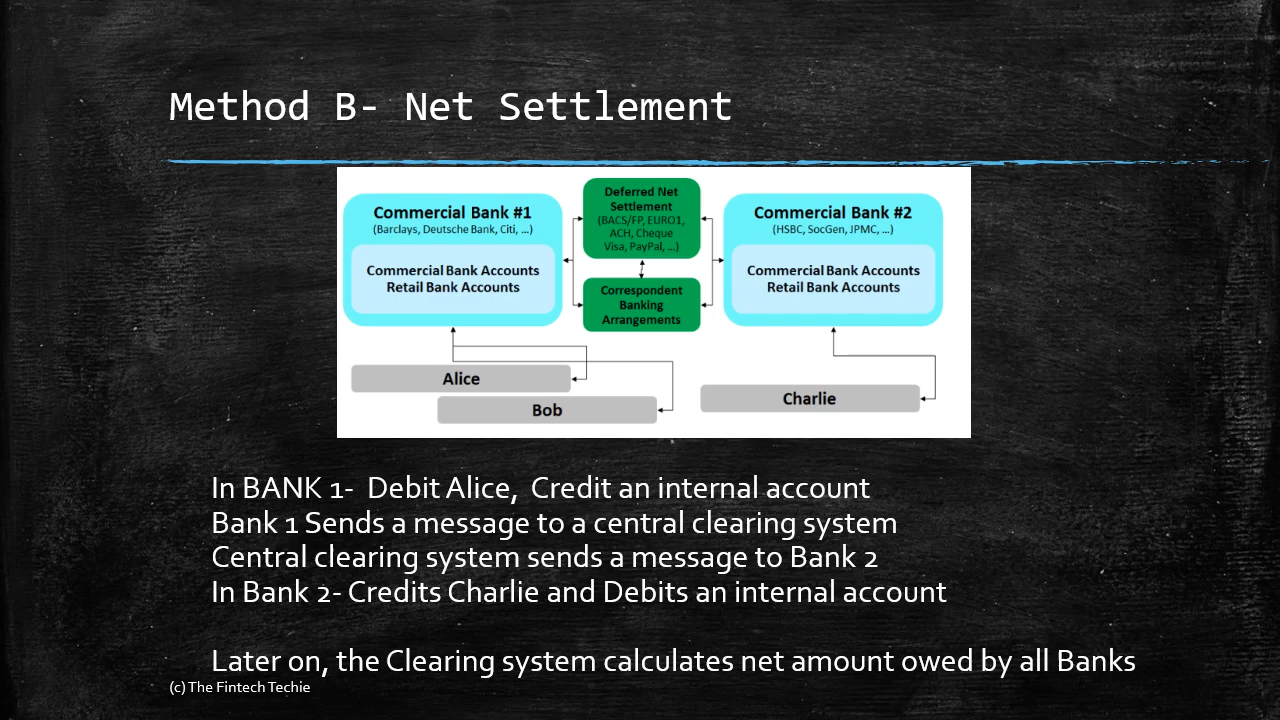 Method B- Net Settlement
Commercial Bank #1
(Barclays, Deutsche Bank, Citi, ...)
Commercial Bank Accounts
Retail Bank Accounts
Deferred Net
Settlement
(BACS/FP, EURO1,
ACH, Cheque
Visa, PayPal, ...)
Correspondent
Banking
Arrangements
Commercial Bank #2
(HSBC, SocGen, JPMC, ...)
Commercial Bank Accounts
Retail Bank Accounts
Alice
Bob
Charlie
In BANK 1- Debit Alice, Credit an internal account
Bank 1 Sends a message to a central clearing system
Central clearing system sends a message to Bank 2
In Bank 2- Credits Charlie and Debits an internal account
Later on, the Clearing system calculates net amount owed by all Banks
(c) The Fintech Techie